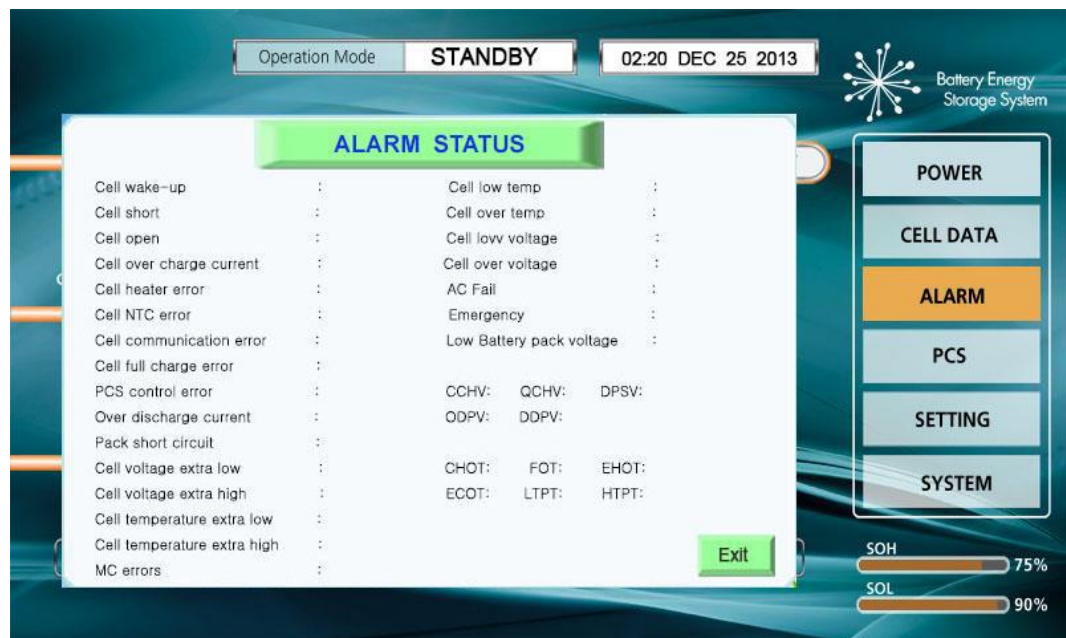 Operation Mode STANDBY 02:20 DEC 25 2013
Battery Energy
Storage System
ALARM STATUS
Cell wake-up :
Cell short :
Cell open :
Cell over charge current :
Cell heater error :
Cell NTC error :
Cell communication error :
Cell full charge error :
PCS control error :
Over discharge current :
Pack short circuit :
Cell voltage extra low :
Cell voltage extra high :
Cell temperature extra low :
Cell temperature extra high :
MC errors :
Cell low temp :
Cell over temp :
Cell lovv voltage :
Cell over voltage :
AC Fail :
Emergency :
Low Battery pack voltage :
CCHV: QCHV: DPSV:
ODPV: DDPV:
CHOT: FOT: EHOT:
ECOT: LTPT: HTPT:
Exit
POWER
CELL DATA
ALARM
PCS
SETTING
SYSTEM
SOH
75%
SOL
90%